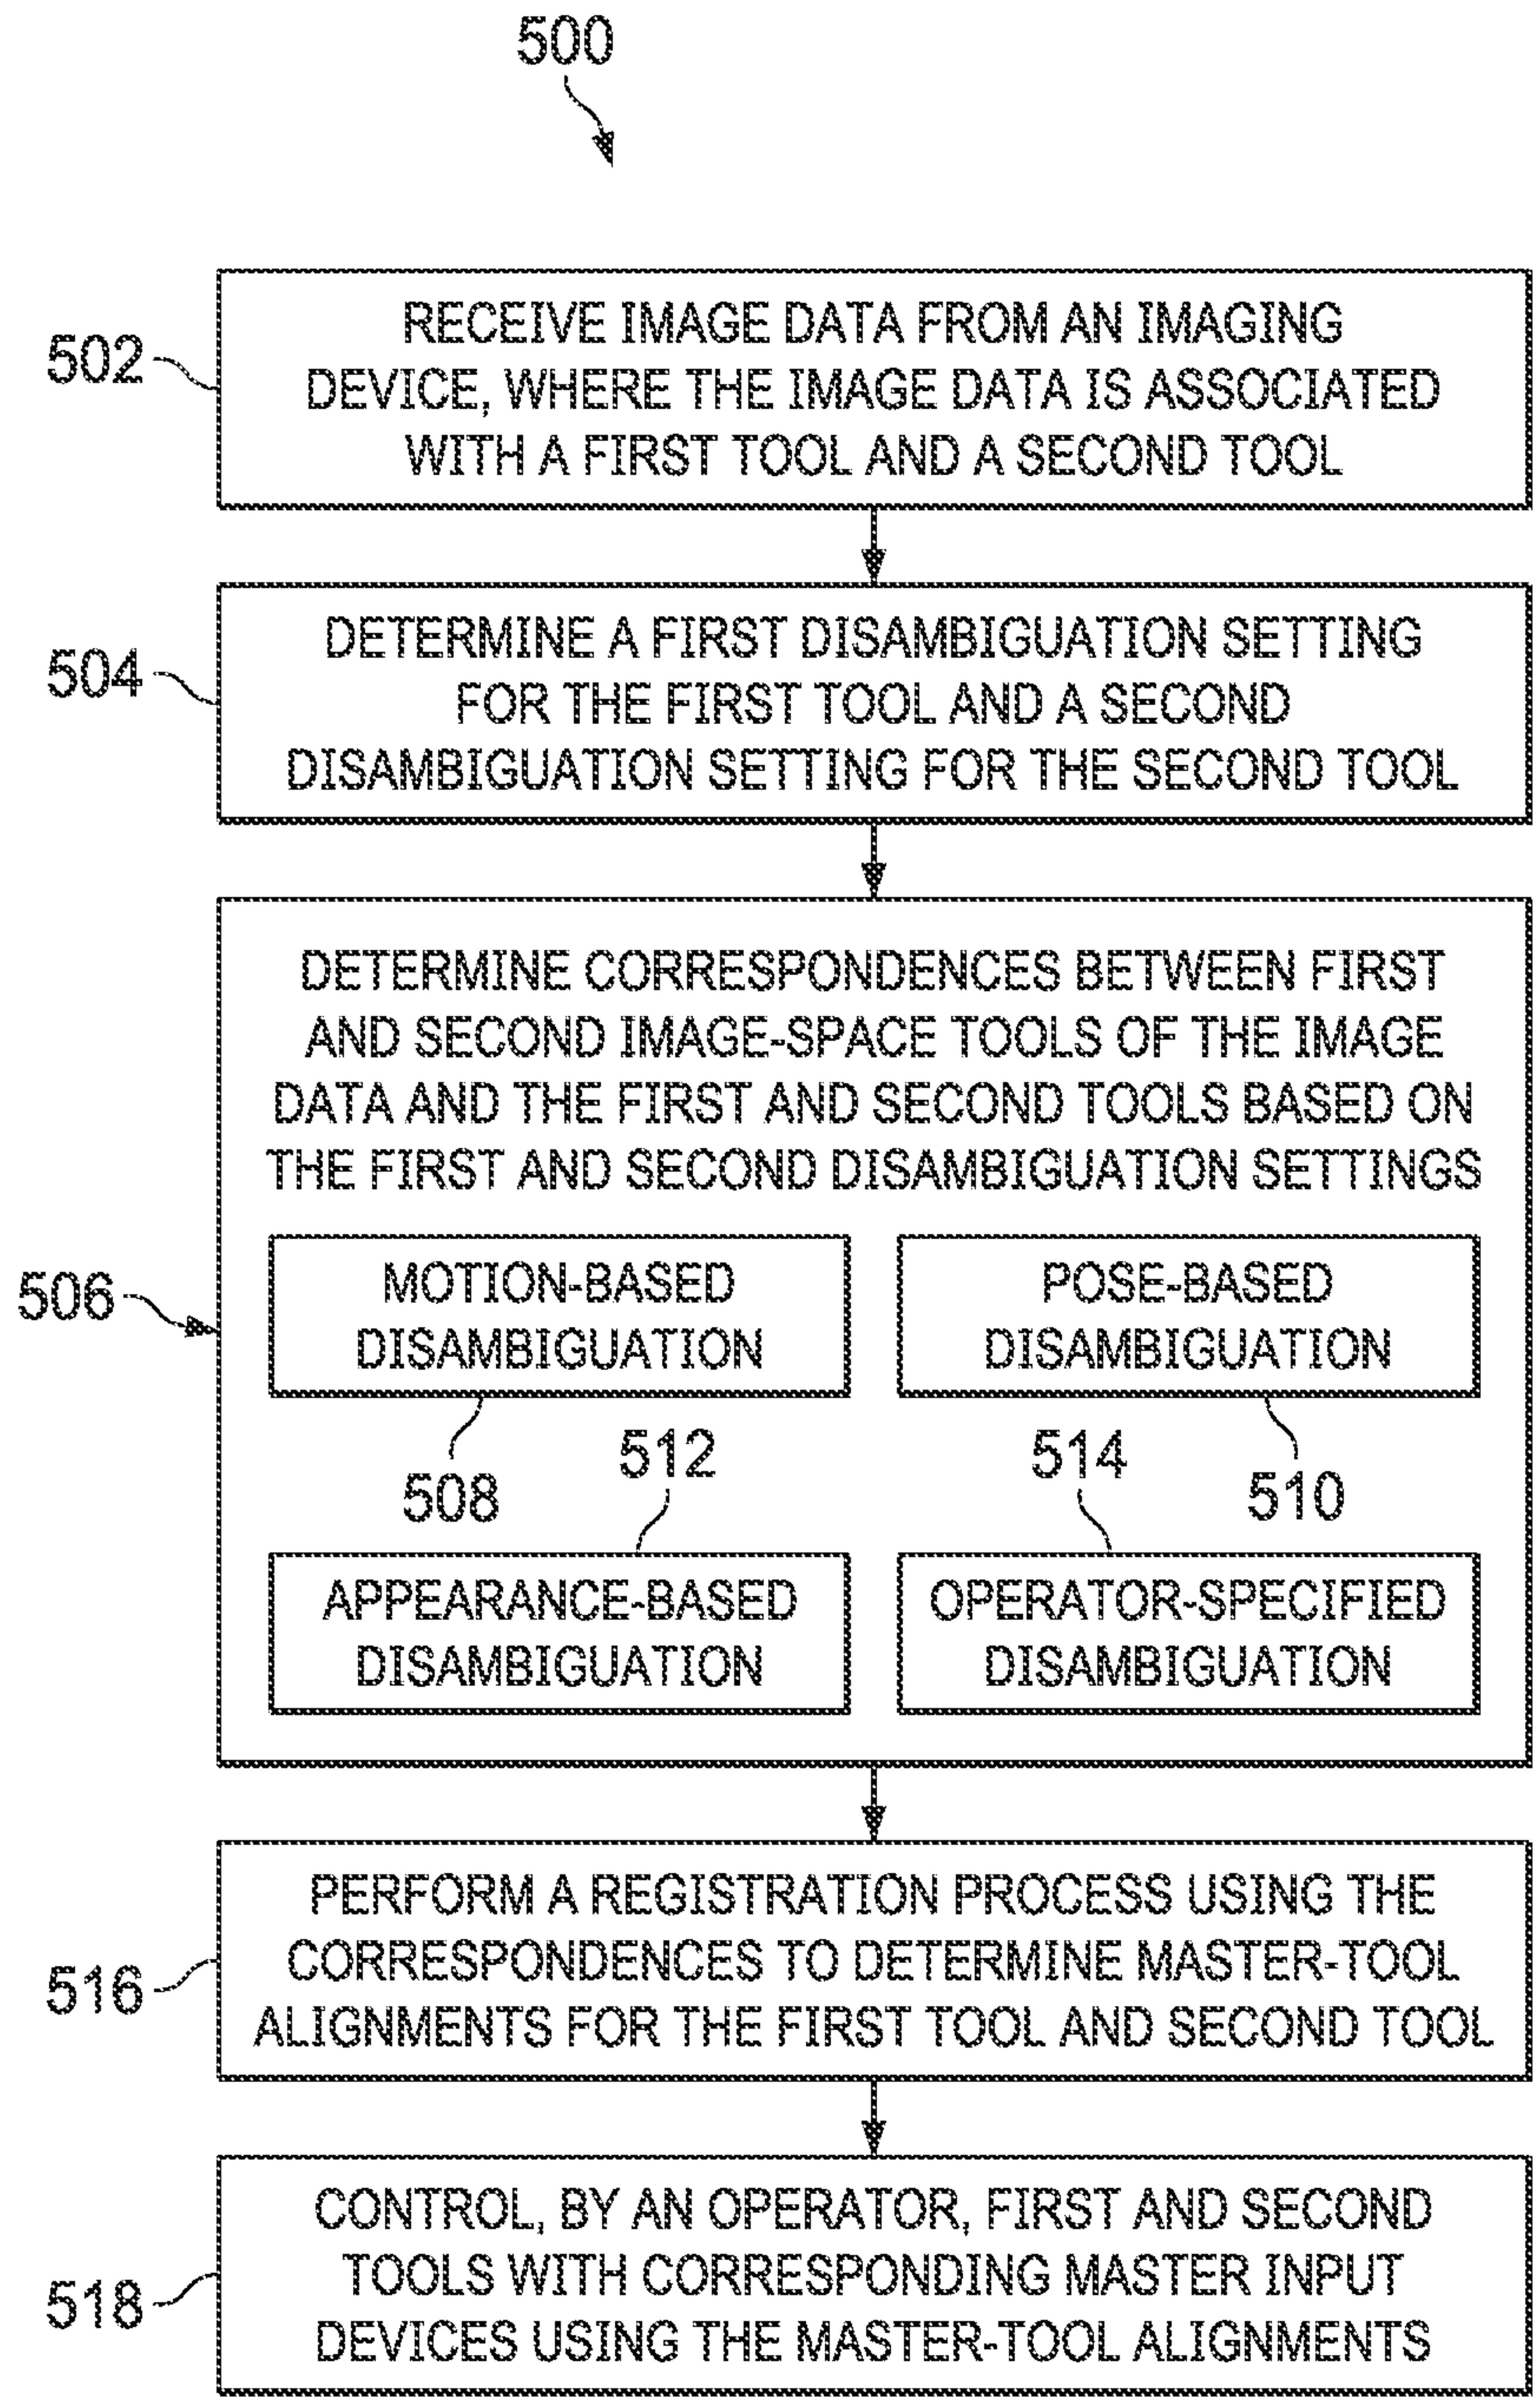 500
502
RECEIVE IMAGE DATA FROM AN IMAGING
DEVICE, WHERE THE IMAGE DATA IS ASSOCIATED
WITH A FIRST TOOL AND A SECOND TOOL
504
DETERMINE A FIRST DISAMBIGUATION SETTING
FOR THE FIRST TOOL AND A SECOND
DISAMBIGUATION SETTING FOR THE SECOND TOOL
506
DETERMINE CORRESPONDENCES BETWEEN FIRST
AND SECOND IMAGE-SPACE TOOLS OF THE IMAGE
DATA AND THE FIRST AND SECOND TOOLS BASED ON
THE FIRST AND SECOND DISAMBIGUATION SETTINGS
MOTION-BASED
DISAMBIGUATION
508
POSE-BASED
DISAMBIGUATION
510
512
APPEARANCE-BASED
DISAMBIGUATION
514
OPERATOR-SPECIFIED
DISAMBIGUATION
516
PERFORM A REGISTRATION PROCESS USING THE
CORRESPONDENCES TO DETERMINE MASTER-TOOL
ALIGNMENTS FOR THE FIRST TOOL AND SECOND TOOL
518
CONTROL, BY AN OPERATOR, FIRST AND SECOND
TOOLS WITH CORRESPONDING MASTER INPUT
DEVICES USING THE MASTER-TOOL ALIGNMENTS